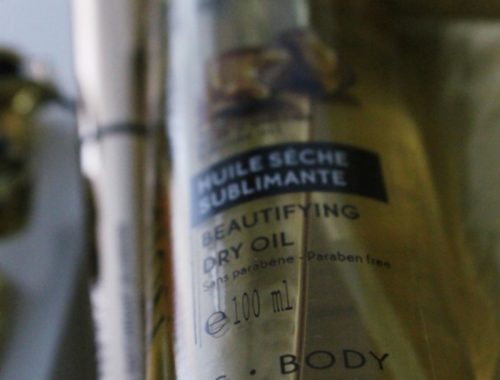 HUILE SÈCHE
SUBLIMANTE
BEAUTIFYING
DRY OIL
Sans parabène - Paraben free
℮ 100 ml
· BODY